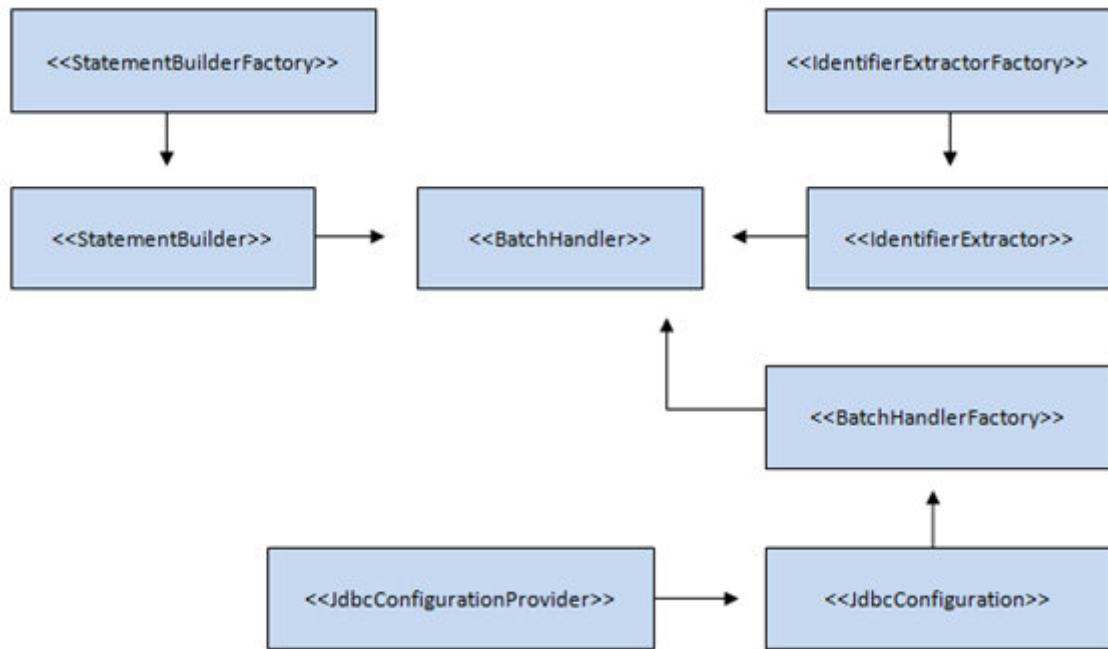 <<StatementBuilderFactory>>
<<IdentifierExtractorFactory>>
<<StatementBuilder>>
<<BatchHandler>>
<<IdentifierExtractor>>
<<BatchHandlerFactory>>
<<JdbcConfigurationProvider>>
<<JdbcConfiguration>>